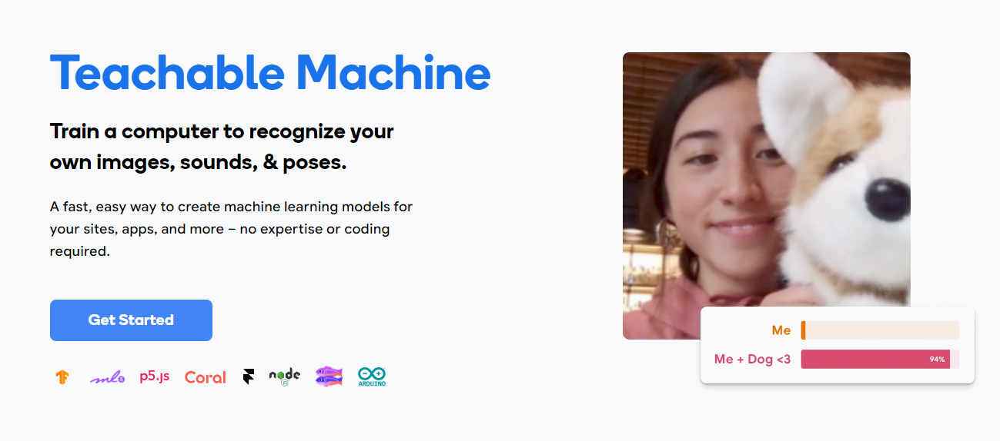 Teachable Machine
Train a computer to recognize your
own images, sounds, & poses.
A fast, easy way to create machine learning models for
your sites, apps, and more – no expertise or coding
required.
Get Started
ml5 p5.js Coral node JS ARDUINO
Me
Me + Dog <3 94%